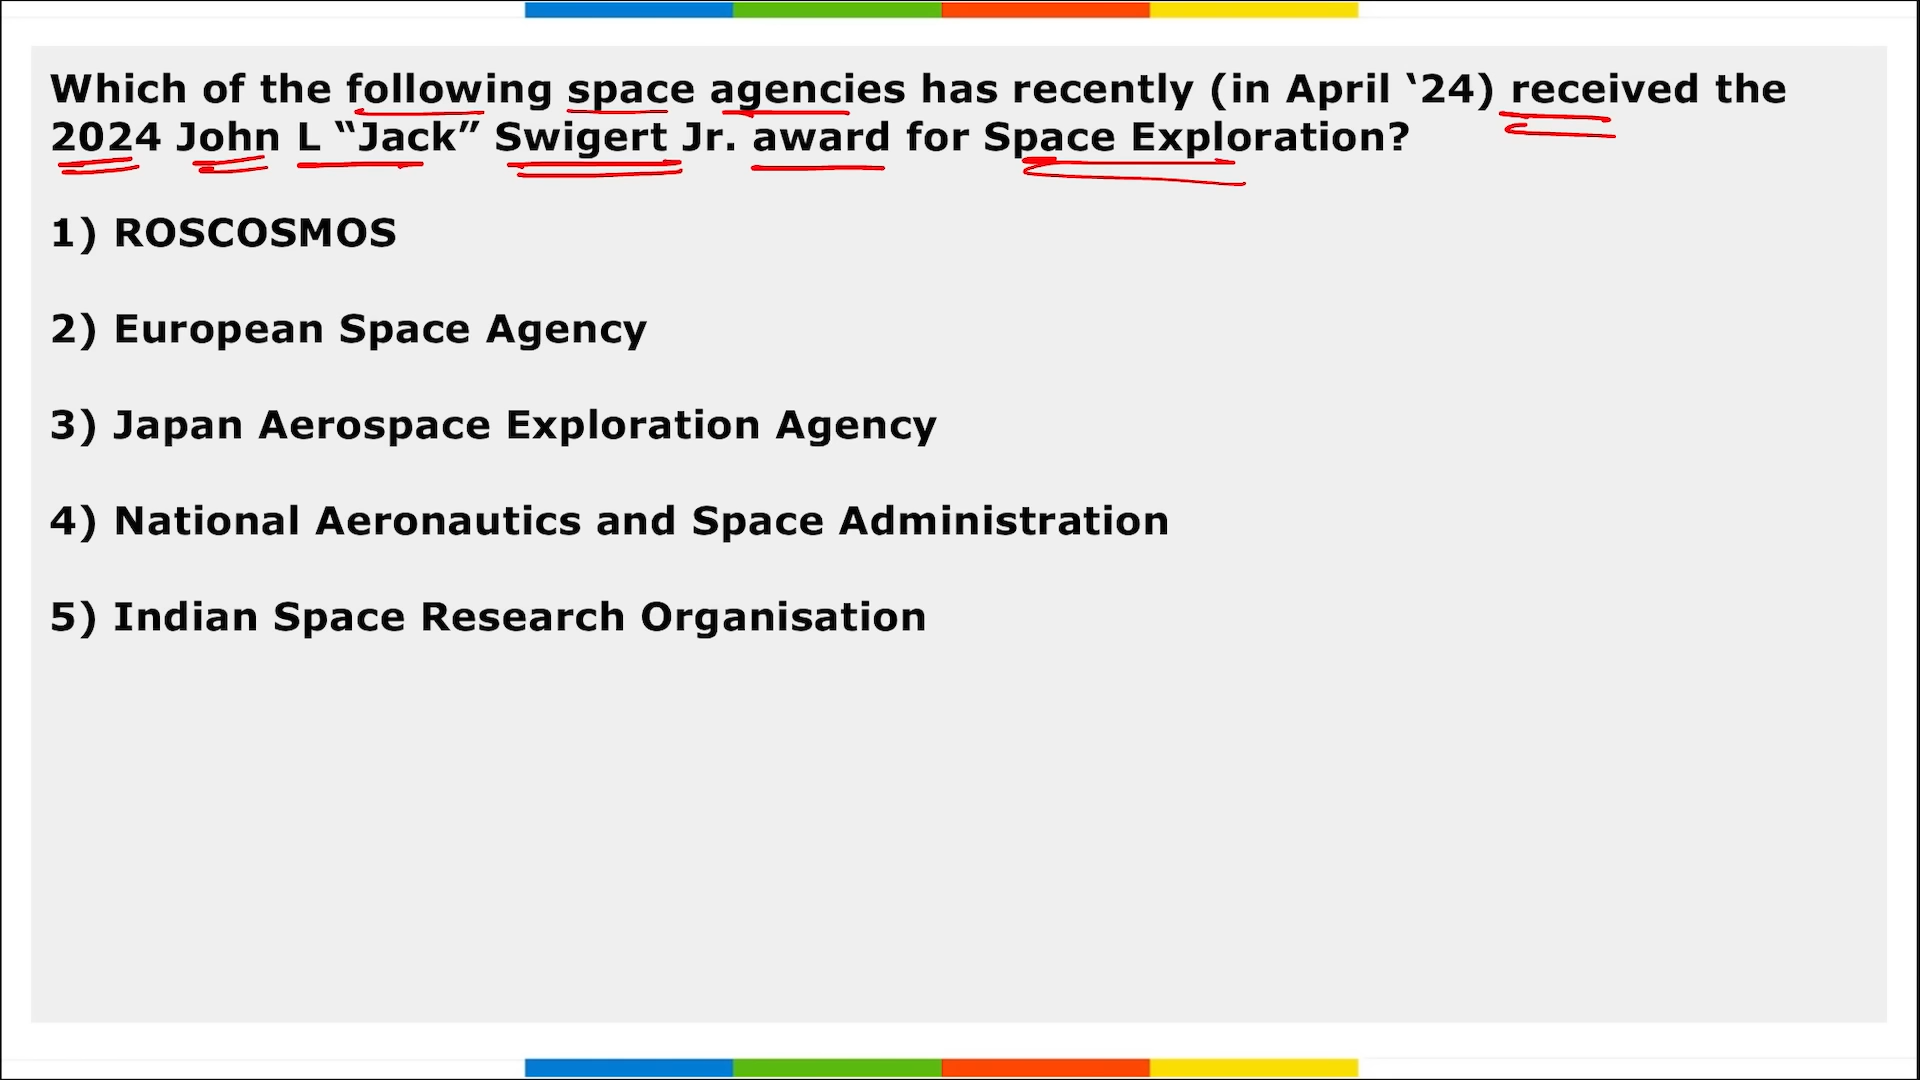 Which of the following space agencies has recently (in April ‘24) received the
2024 John L “Jack” Swigert Jr. award for Space Exploration?
1) ROSCOSMOS
2) European Space Agency
3) Japan Aerospace Exploration Agency
4) National Aeronautics and Space Administration
5) Indian Space Research Organisation